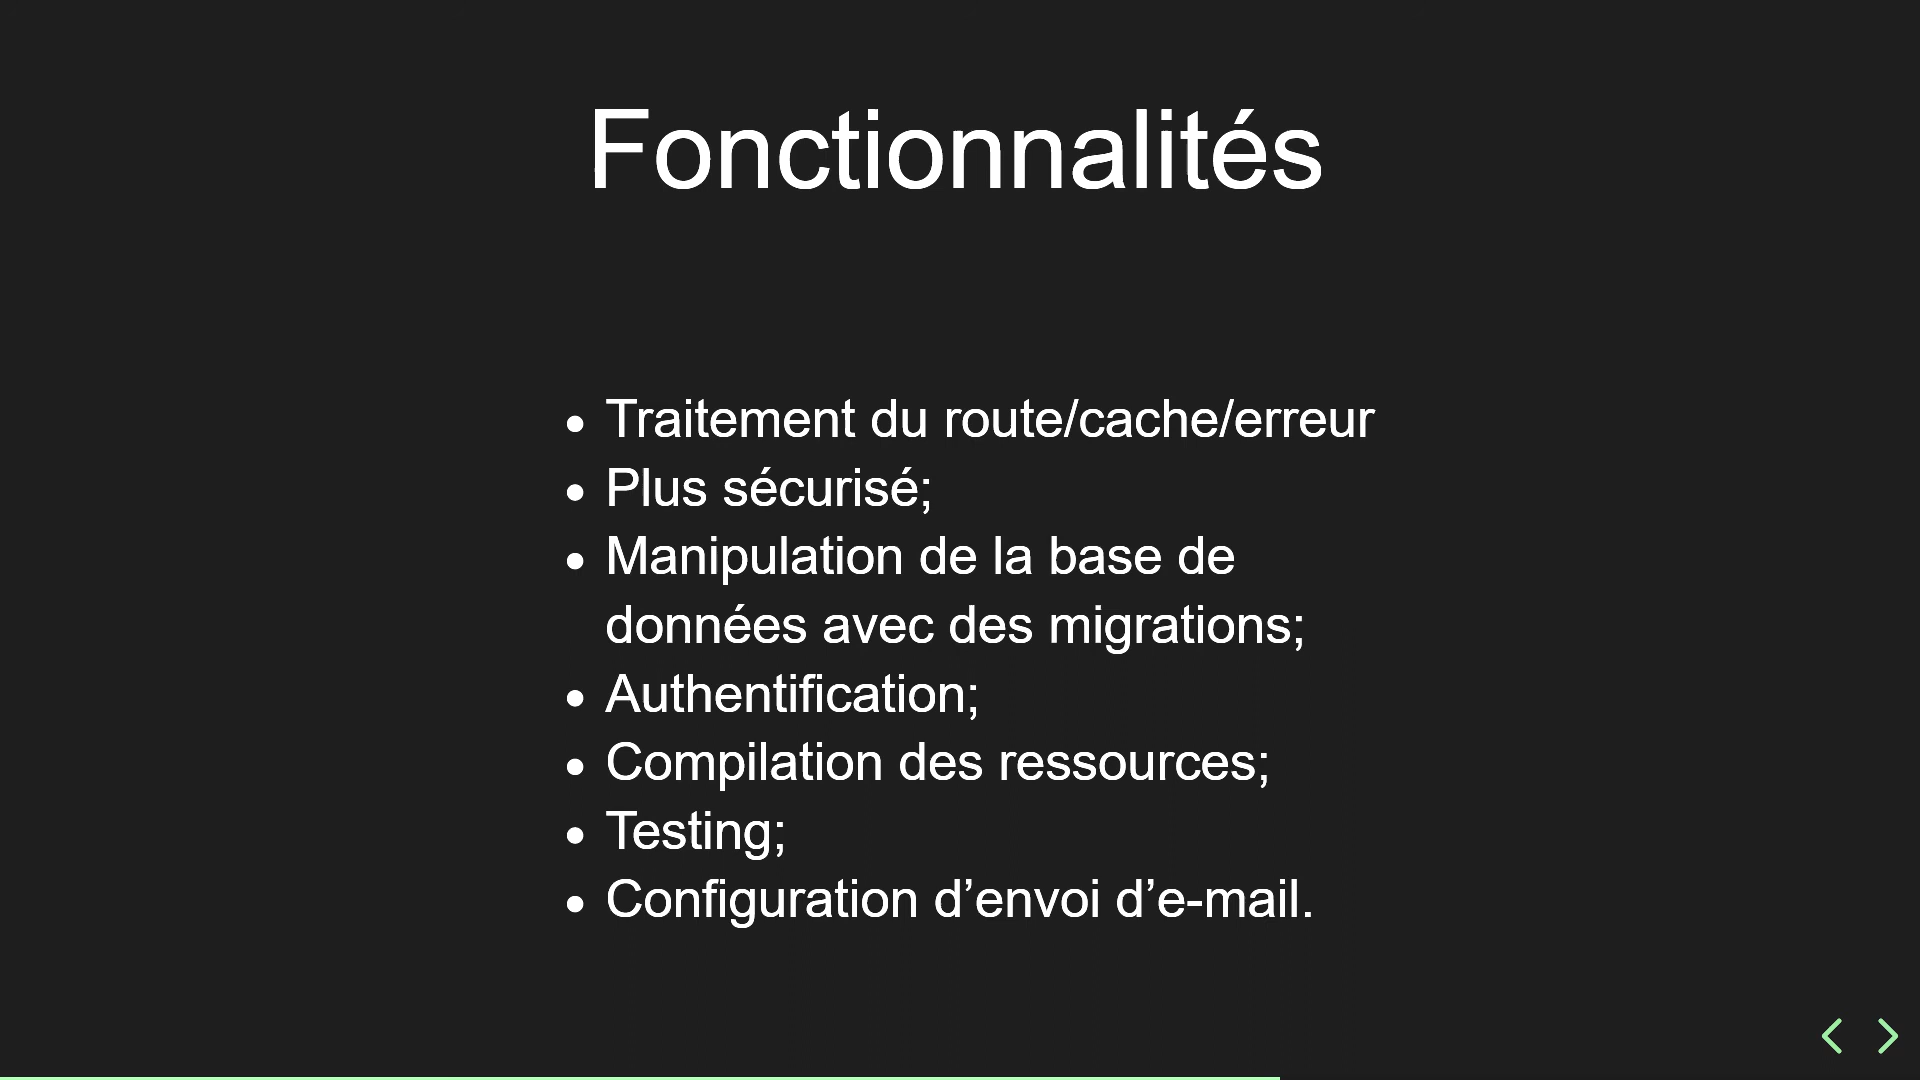 Fonctionnalités
• Traitement du route/cache/erreur
• Plus sécurisé;
• Manipulation de la base de
données avec des migrations;
• Authentification;
• Compilation des ressources;
• Testing;
• Configuration d’envoi d’e-mail.